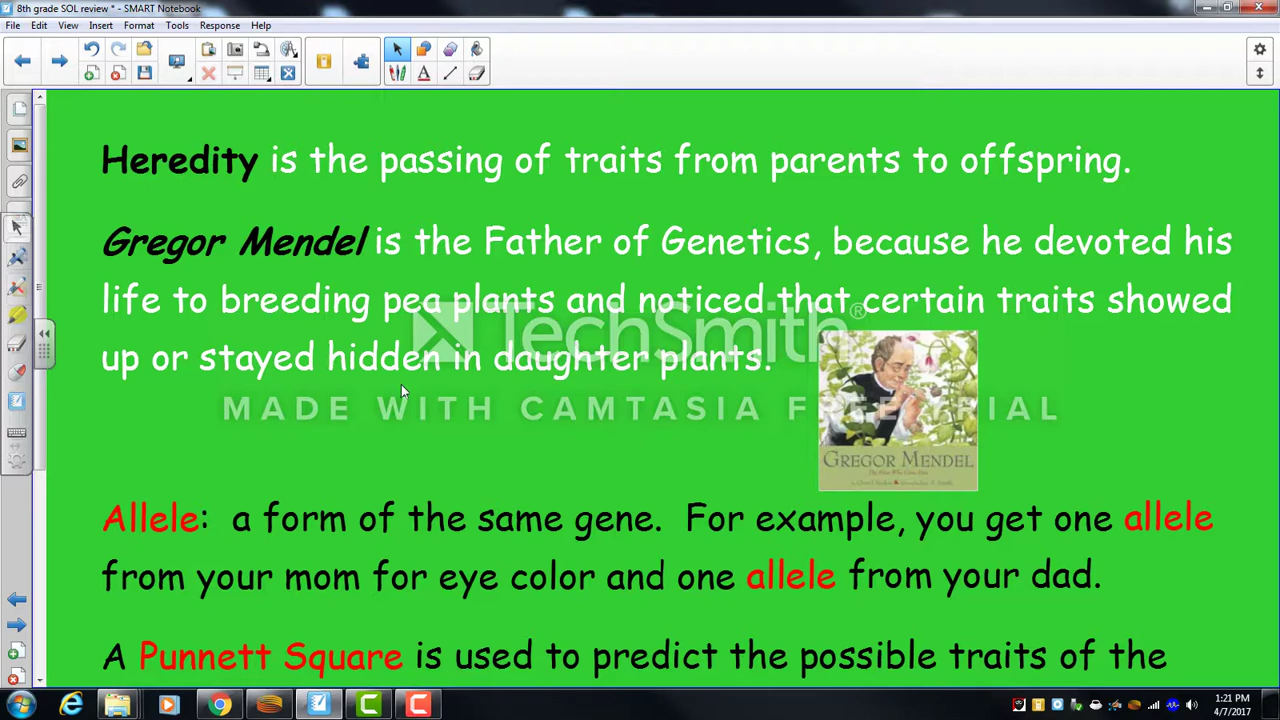 8th grade SOL review * - SMART Notebook
File Edit View Insert Format Tools Response Help
Heredity is the passing of traits from parents to offspring.
Gregor Mendel is the Father of Genetics, because he devoted his
life to breeding pea plants and noticed that certain traits showed
up or stayed hidden in daughter plants.
TechSmith®
MADE WITH CAMTASIA FREE TRIAL
GREGOR MENDEL
Allele: a form of the same gene. For example, you get one allele
from your mom for eye color and one allele from your dad.
A Punnett Square is used to predict the possible traits of the
1:21 PM
4/7/2017